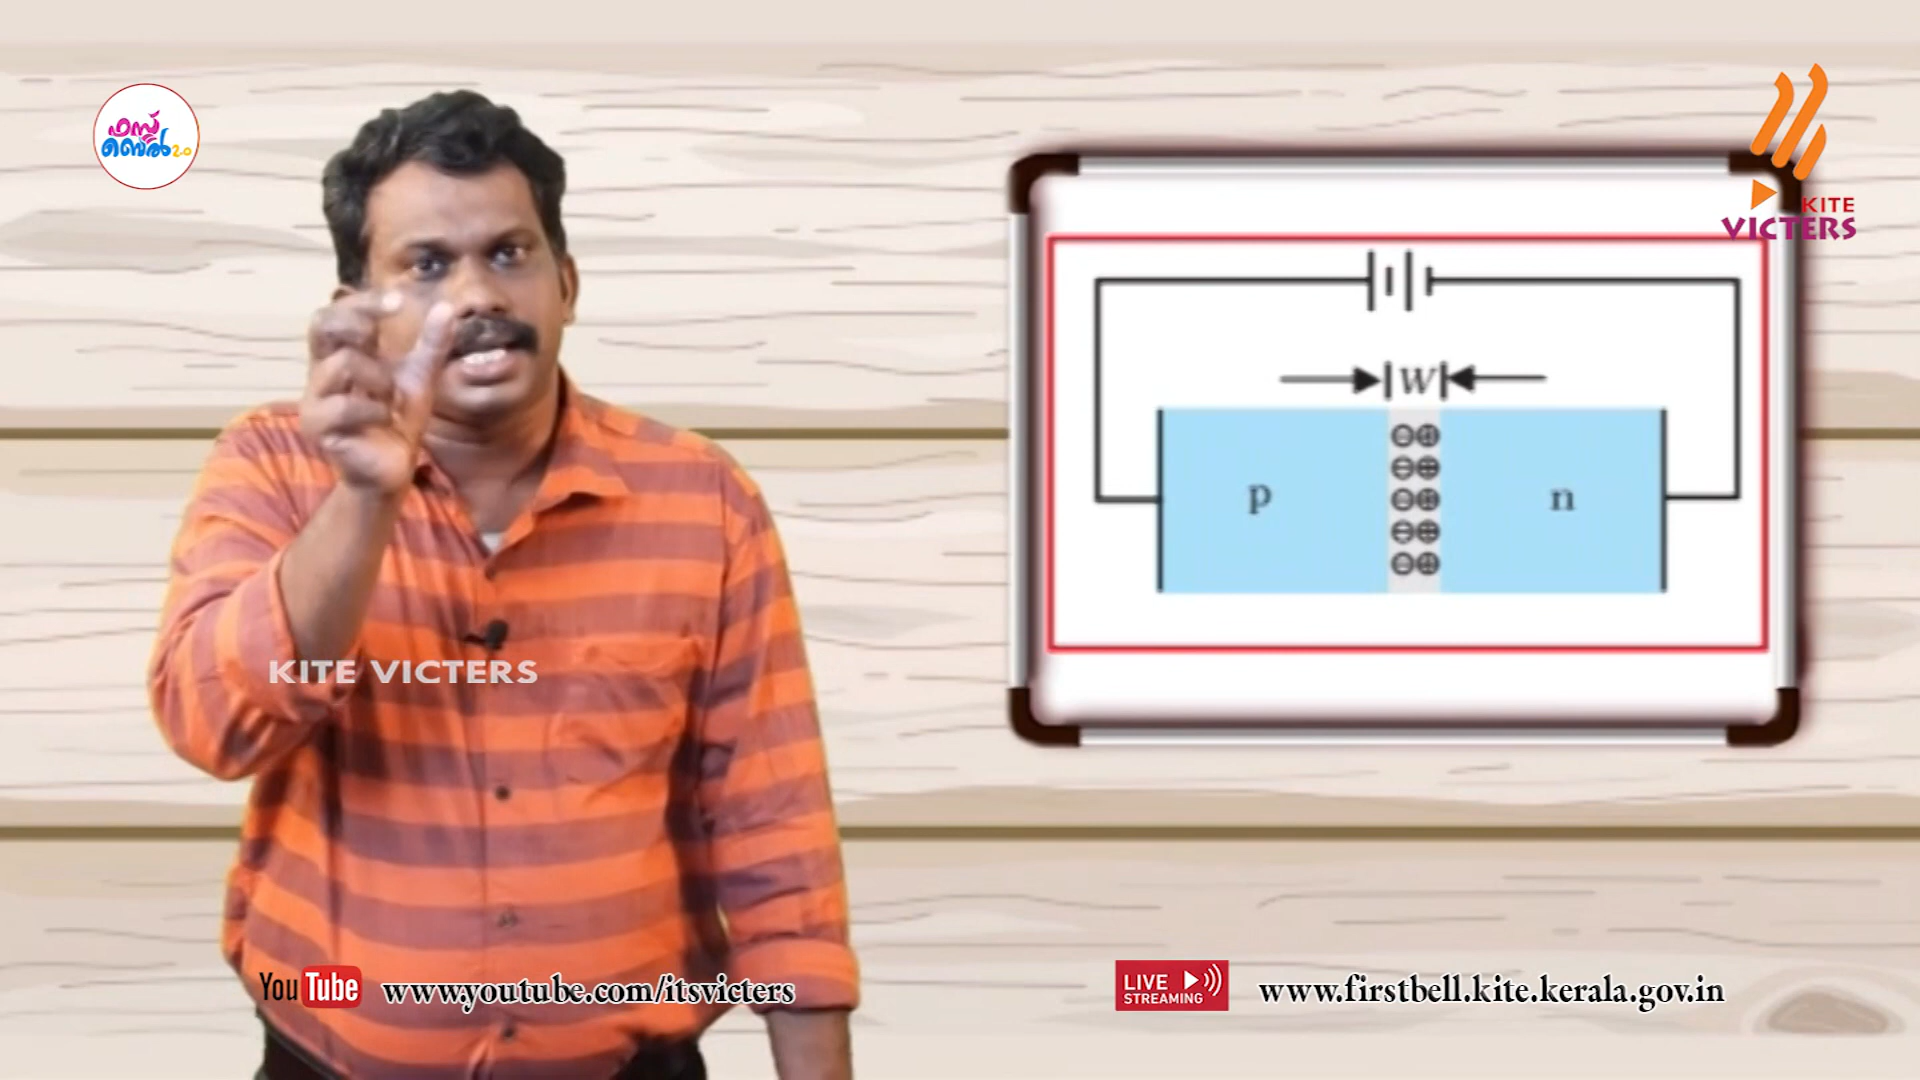 ഫസ്റ്റ്
ബെൽ 2.0
KITE
VICTERS
W
⊖⊕
⊖⊕
⊖⊕
⊖⊕
⊖⊕
p
n
KITE VICTERS
YouTube www.youtube.com/itsvicters
LIVE
STREAMING
www.firstbell.kite.kerala.gov.in